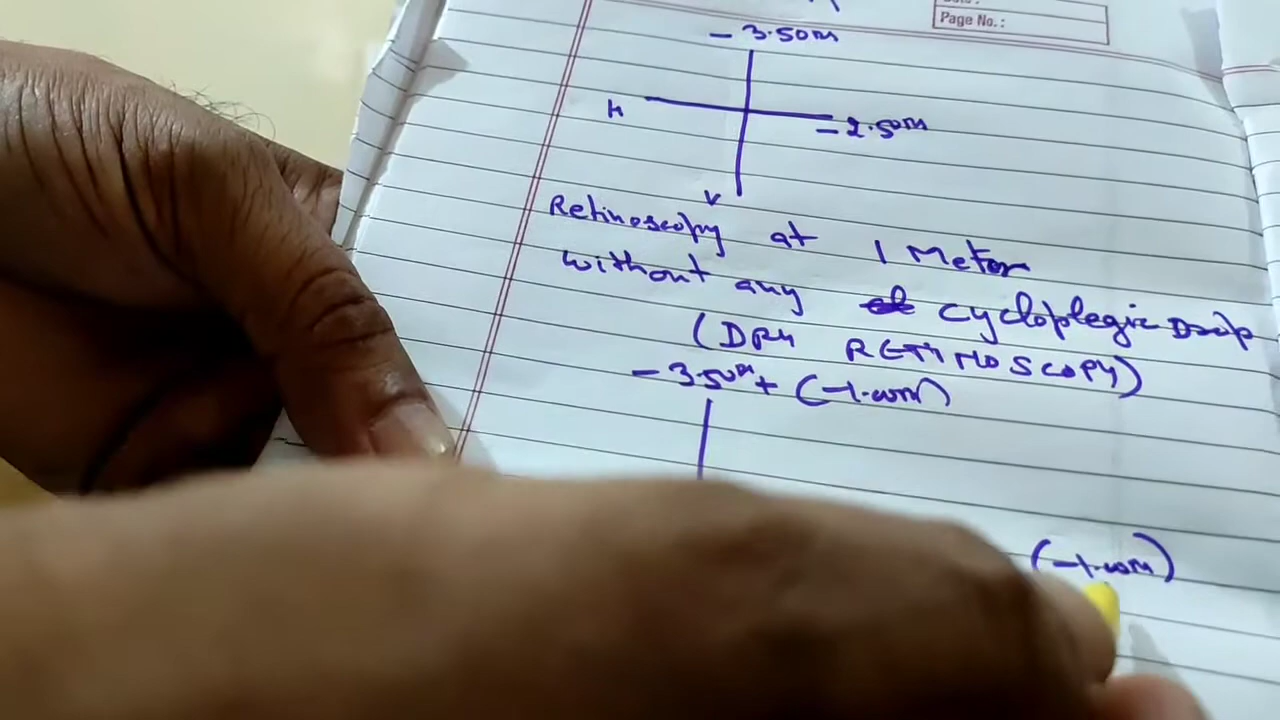 Page No. :
- 3.50M
H
- 2.50M
V
Retinoscopy at 1 Meter
without any cycloplegic Drop
(DRY RETINOSCOPY)
- 3.50M + (-1.00M)
(-1.00M)